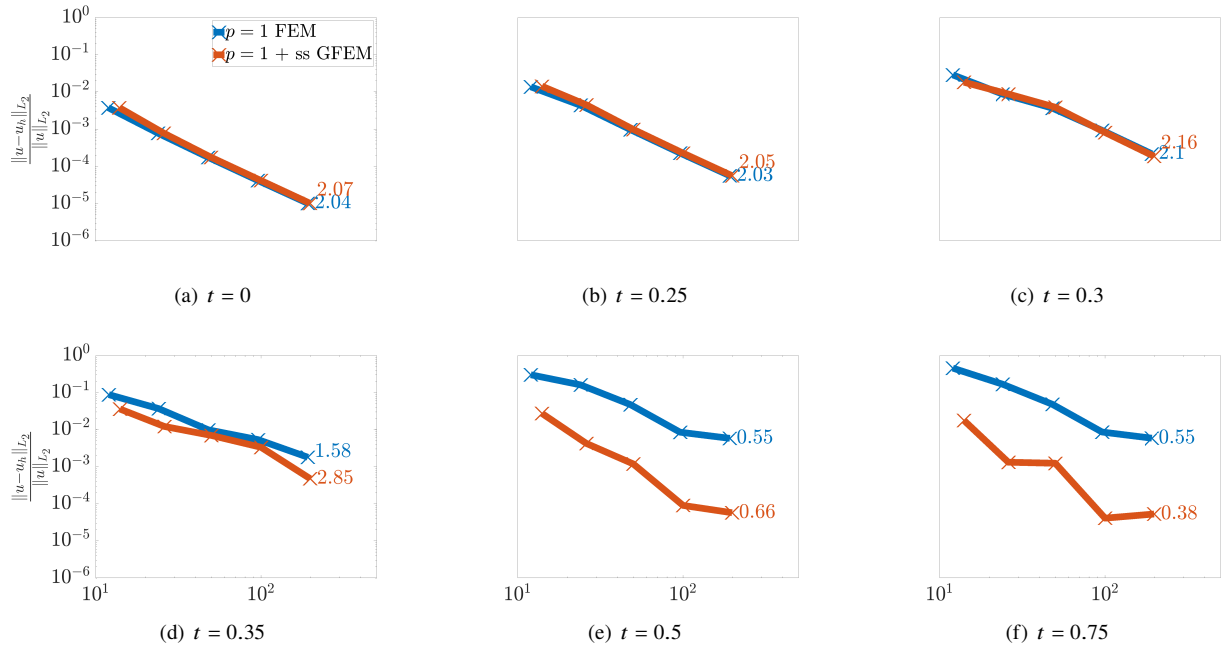 10^0
10^-1
10^-2
10^-3
10^-4
10^-5
10^-6
||u−u_h||_{L_2}
||u||_{L_2}
p = 1 FEM
p = 1 + ss GFEM
2.07
2.04
2.05
2.03
2.16
2.1
(a) t = 0
(b) t = 0.25
(c) t = 0.3
10^0
10^-1
10^-2
10^-3
10^-4
10^-5
10^-6
||u−u_h||_{L_2}
||u||_{L_2}
1.58
2.85
0.55
0.66
0.55
0.38
10^1 10^2
10^1 10^2
10^1 10^2
(d) t = 0.35
(e) t = 0.5
(f) t = 0.75